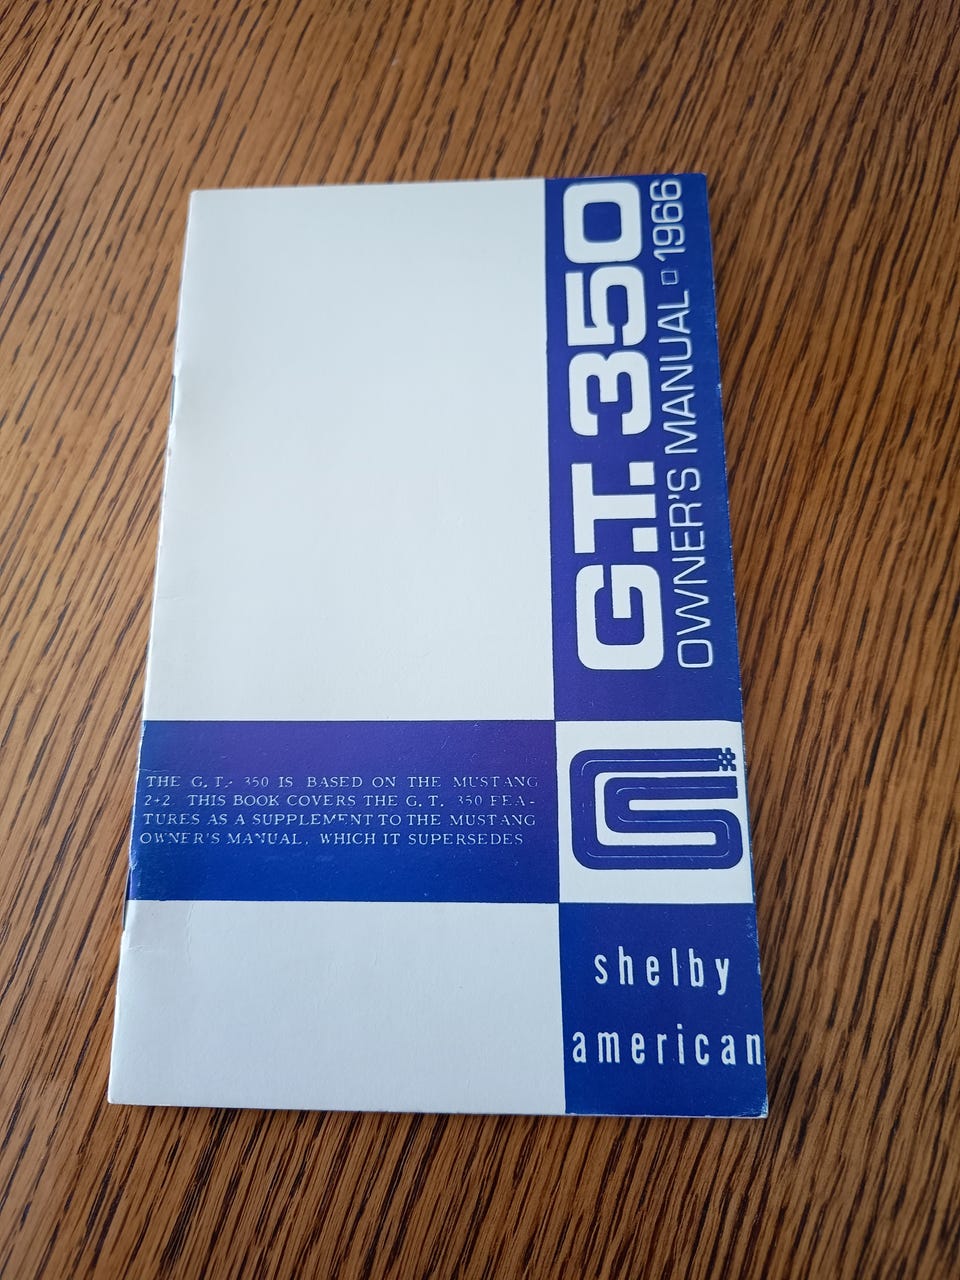 G.T. 350
OWNER'S MANUAL 1966
THE G. T. 350 IS BASED ON THE MUSTANG
2+2 THIS BOOK COVERS THE G. T. 350 FEA-
TURES AS A SUPPLEMENT TO THE MUSTANG
OWNER'S MANUAL, WHICH IT SUPERSEDES
shelby
american